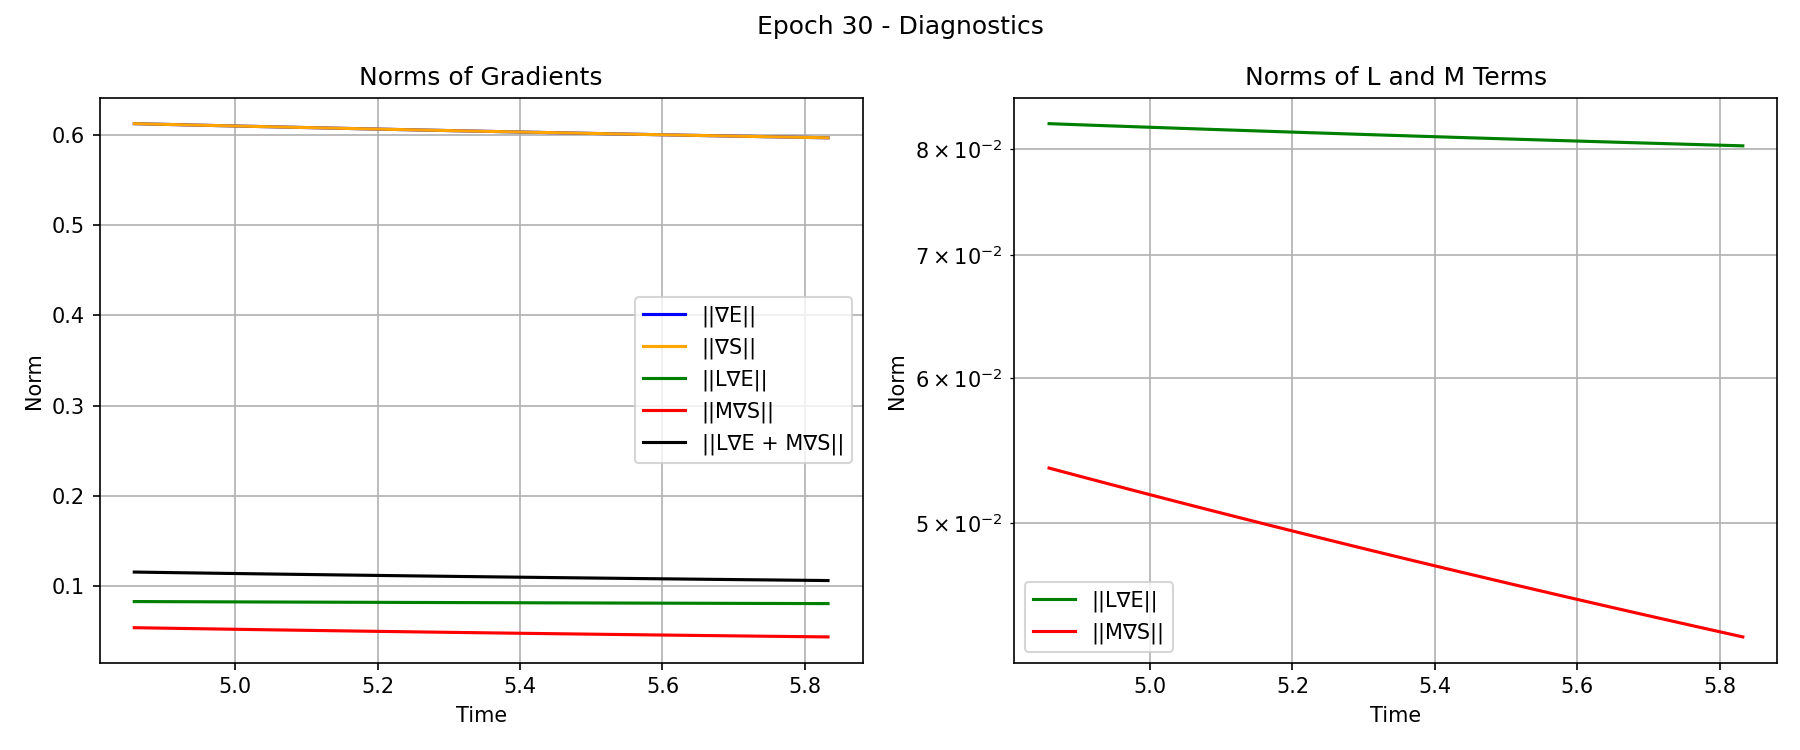 Epoch 30 - Diagnostics
Norms of Gradients
Norm
0.6
0.5
0.4
0.3
0.2
0.1
||∇E||
||∇S||
||L∇E||
||M∇S||
||L∇E + M∇S||
5.0 5.2 5.4 5.6 5.8
Time
Norms of L and M Terms
Norm
8 × 10⁻²
7 × 10⁻²
6 × 10⁻²
5 × 10⁻²
||L∇E||
||M∇S||
5.0 5.2 5.4 5.6 5.8
Time